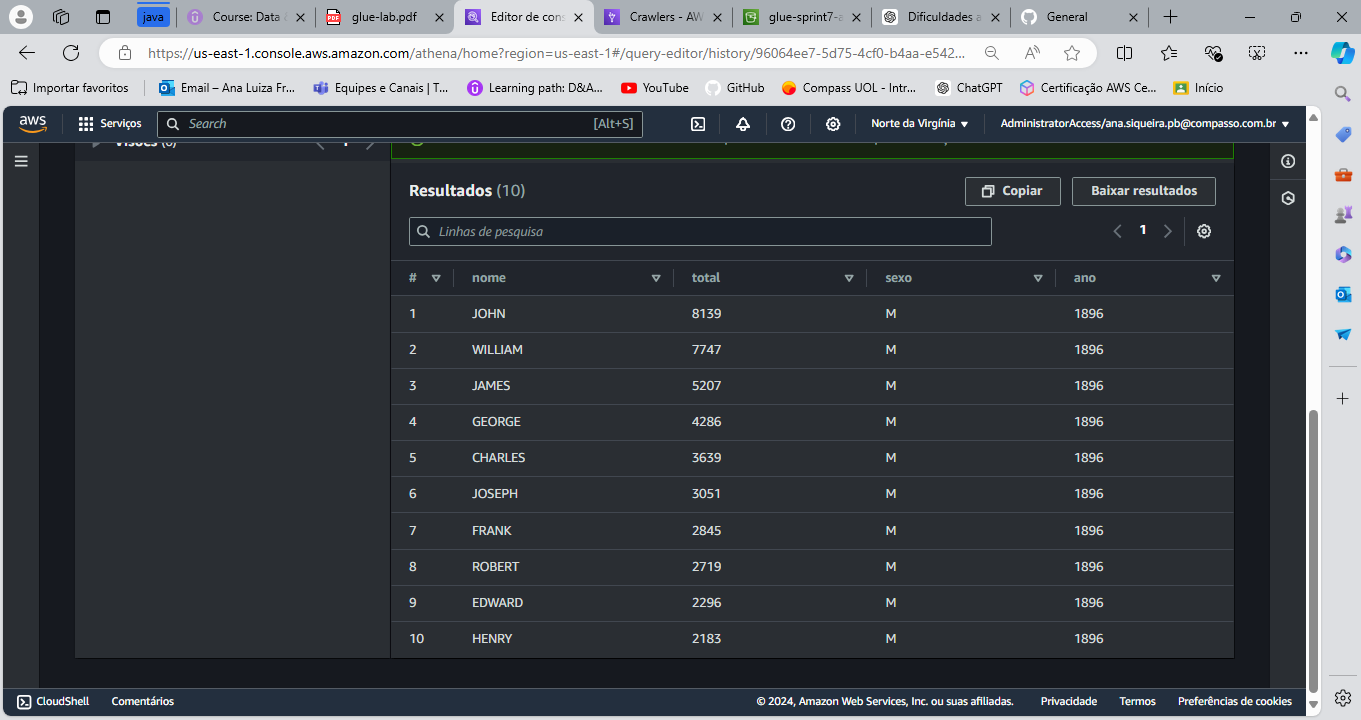 java
Course: Data &
glue-lab.pdf
Editor de cons
Crawlers - AW
glue-sprint7-a
Dificuldades a
General
https://us-east-1.console.aws.amazon.com/athena/home?region=us-east-1#/query-editor/history/96064ee7-5d75-4cf0-b4aa-e542...
Importar favoritos
Email – Ana Luiza Fr...
Equipes e Canais | T...
Learning path: D&A...
YouTube
GitHub
Compass UOL - Intr...
ChatGPT
Certificação AWS Ce...
Início
aws
Serviços
Search
[Alt+S]
Norte da Virgínia
AdministratorAccess/ana.siqueira.pb@compasso.com.br
Visões (0)
1
Resultados (10)
Copiar
Baixar resultados
Linhas de pesquisa
1
# nome total sexo ano
1 JOHN 8139 M 1896
2 WILLIAM 7747 M 1896
3 JAMES 5207 M 1896
4 GEORGE 4286 M 1896
5 CHARLES 3639 M 1896
6 JOSEPH 3051 M 1896
7 FRANK 2845 M 1896
8 ROBERT 2719 M 1896
9 EDWARD 2296 M 1896
10 HENRY 2183 M 1896
CloudShell
Comentários
© 2024, Amazon Web Services, Inc. ou suas afiliadas.
Privacidade
Termos
Preferências de cookies